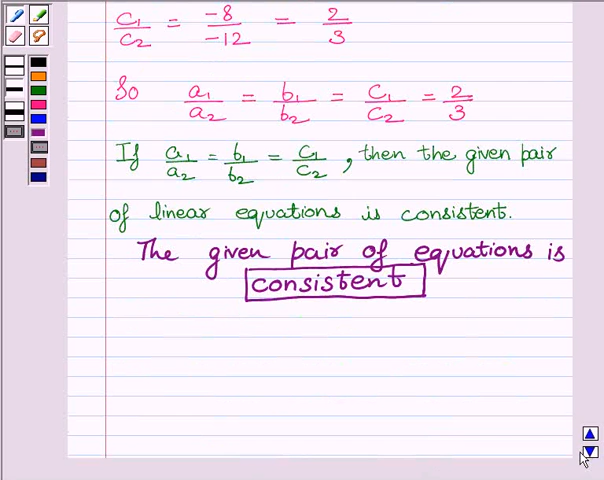 c₁/c₂ = -8/-12 = 2/3
So a₁/a₂ = b₁/b₂ = c₁/c₂ = 2/3
If a₁/a₂ = b₁/b₂ = c₁/c₂, then the given pair
of linear equations is consistent.
The given pair of equations is
consistent